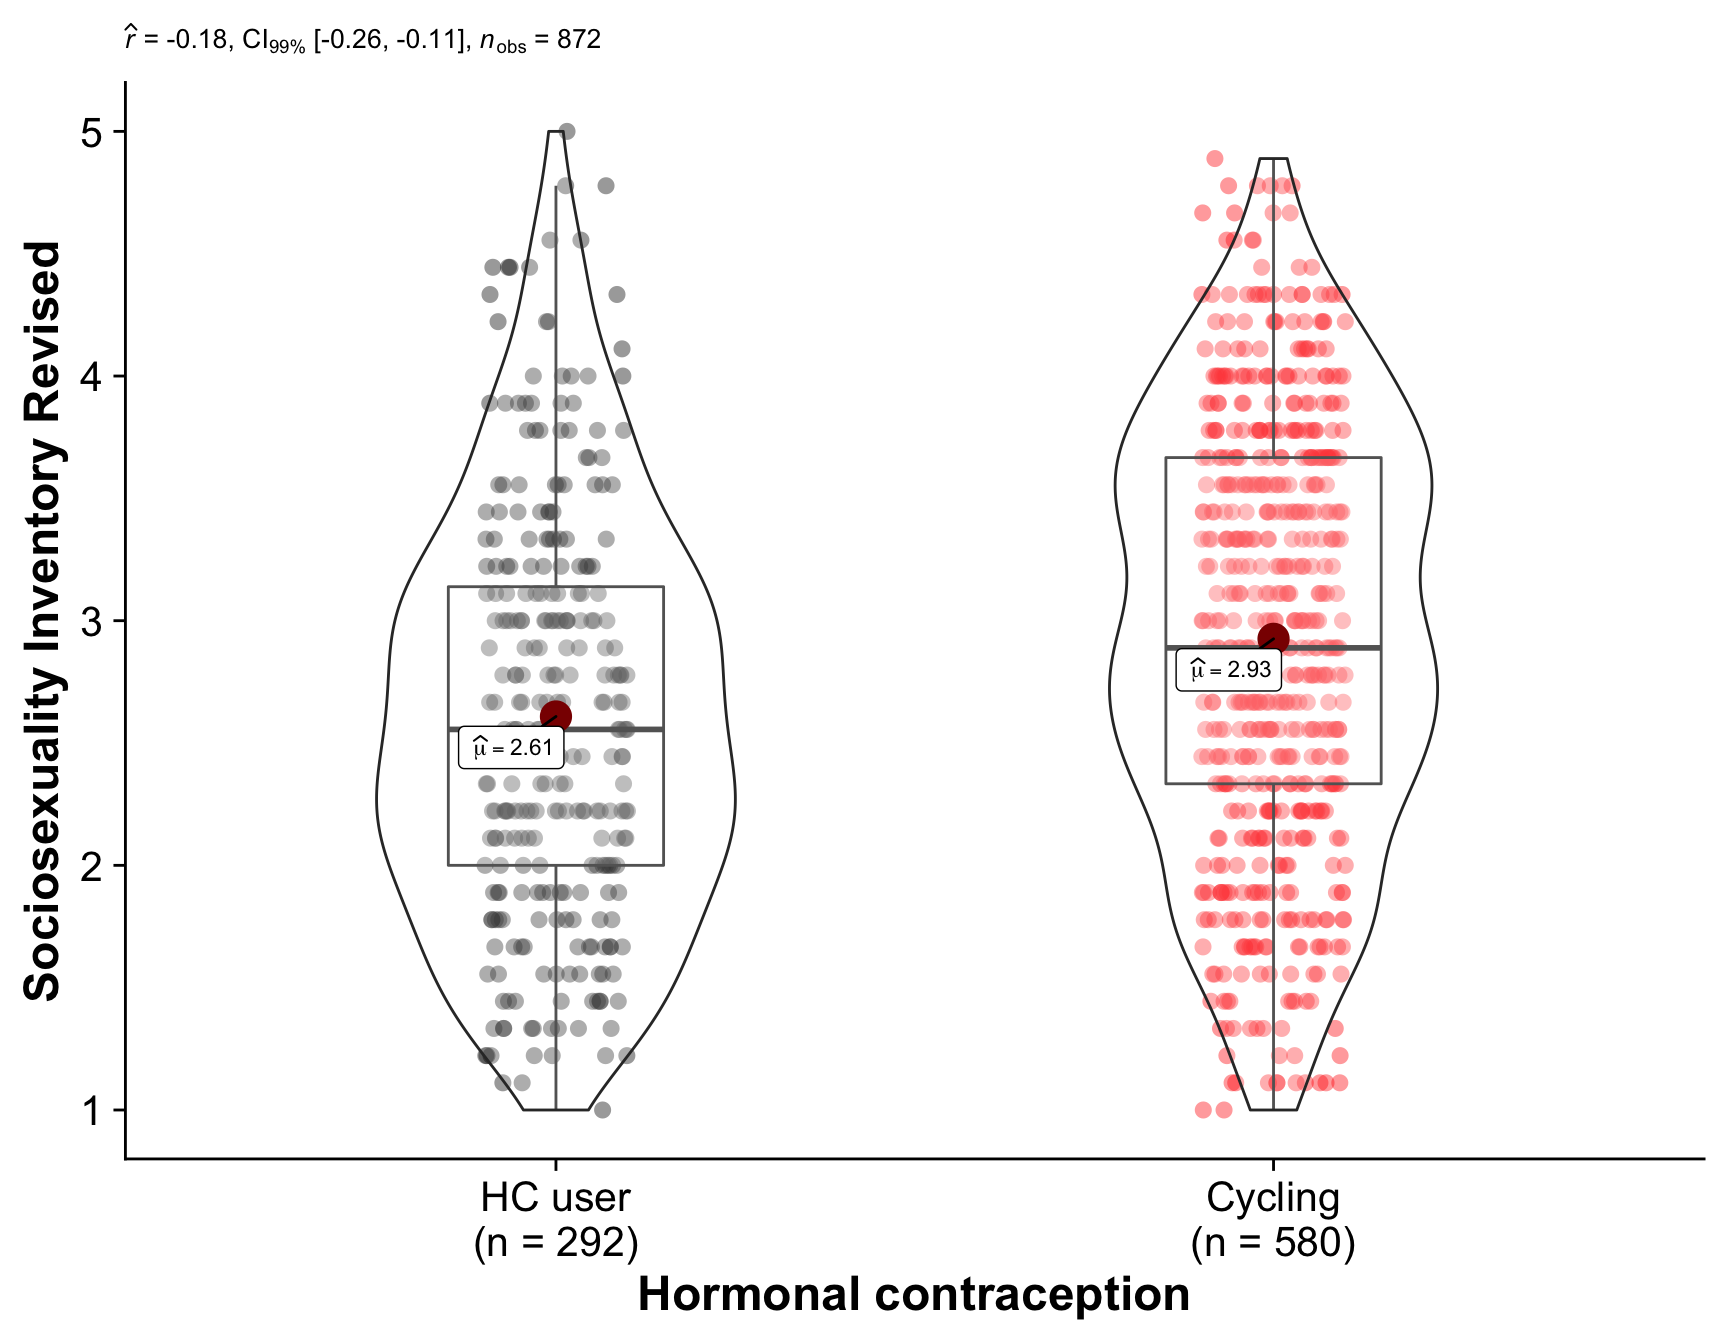 r̂ = -0.18, CI99% [-0.26, -0.11], nobs = 872
Sociosexuality Inventory Revised
5
4
3
2
1
μ̂ = 2.61
μ̂ = 2.93
HC user
(n = 292)
Cycling
(n = 580)
Hormonal contraception